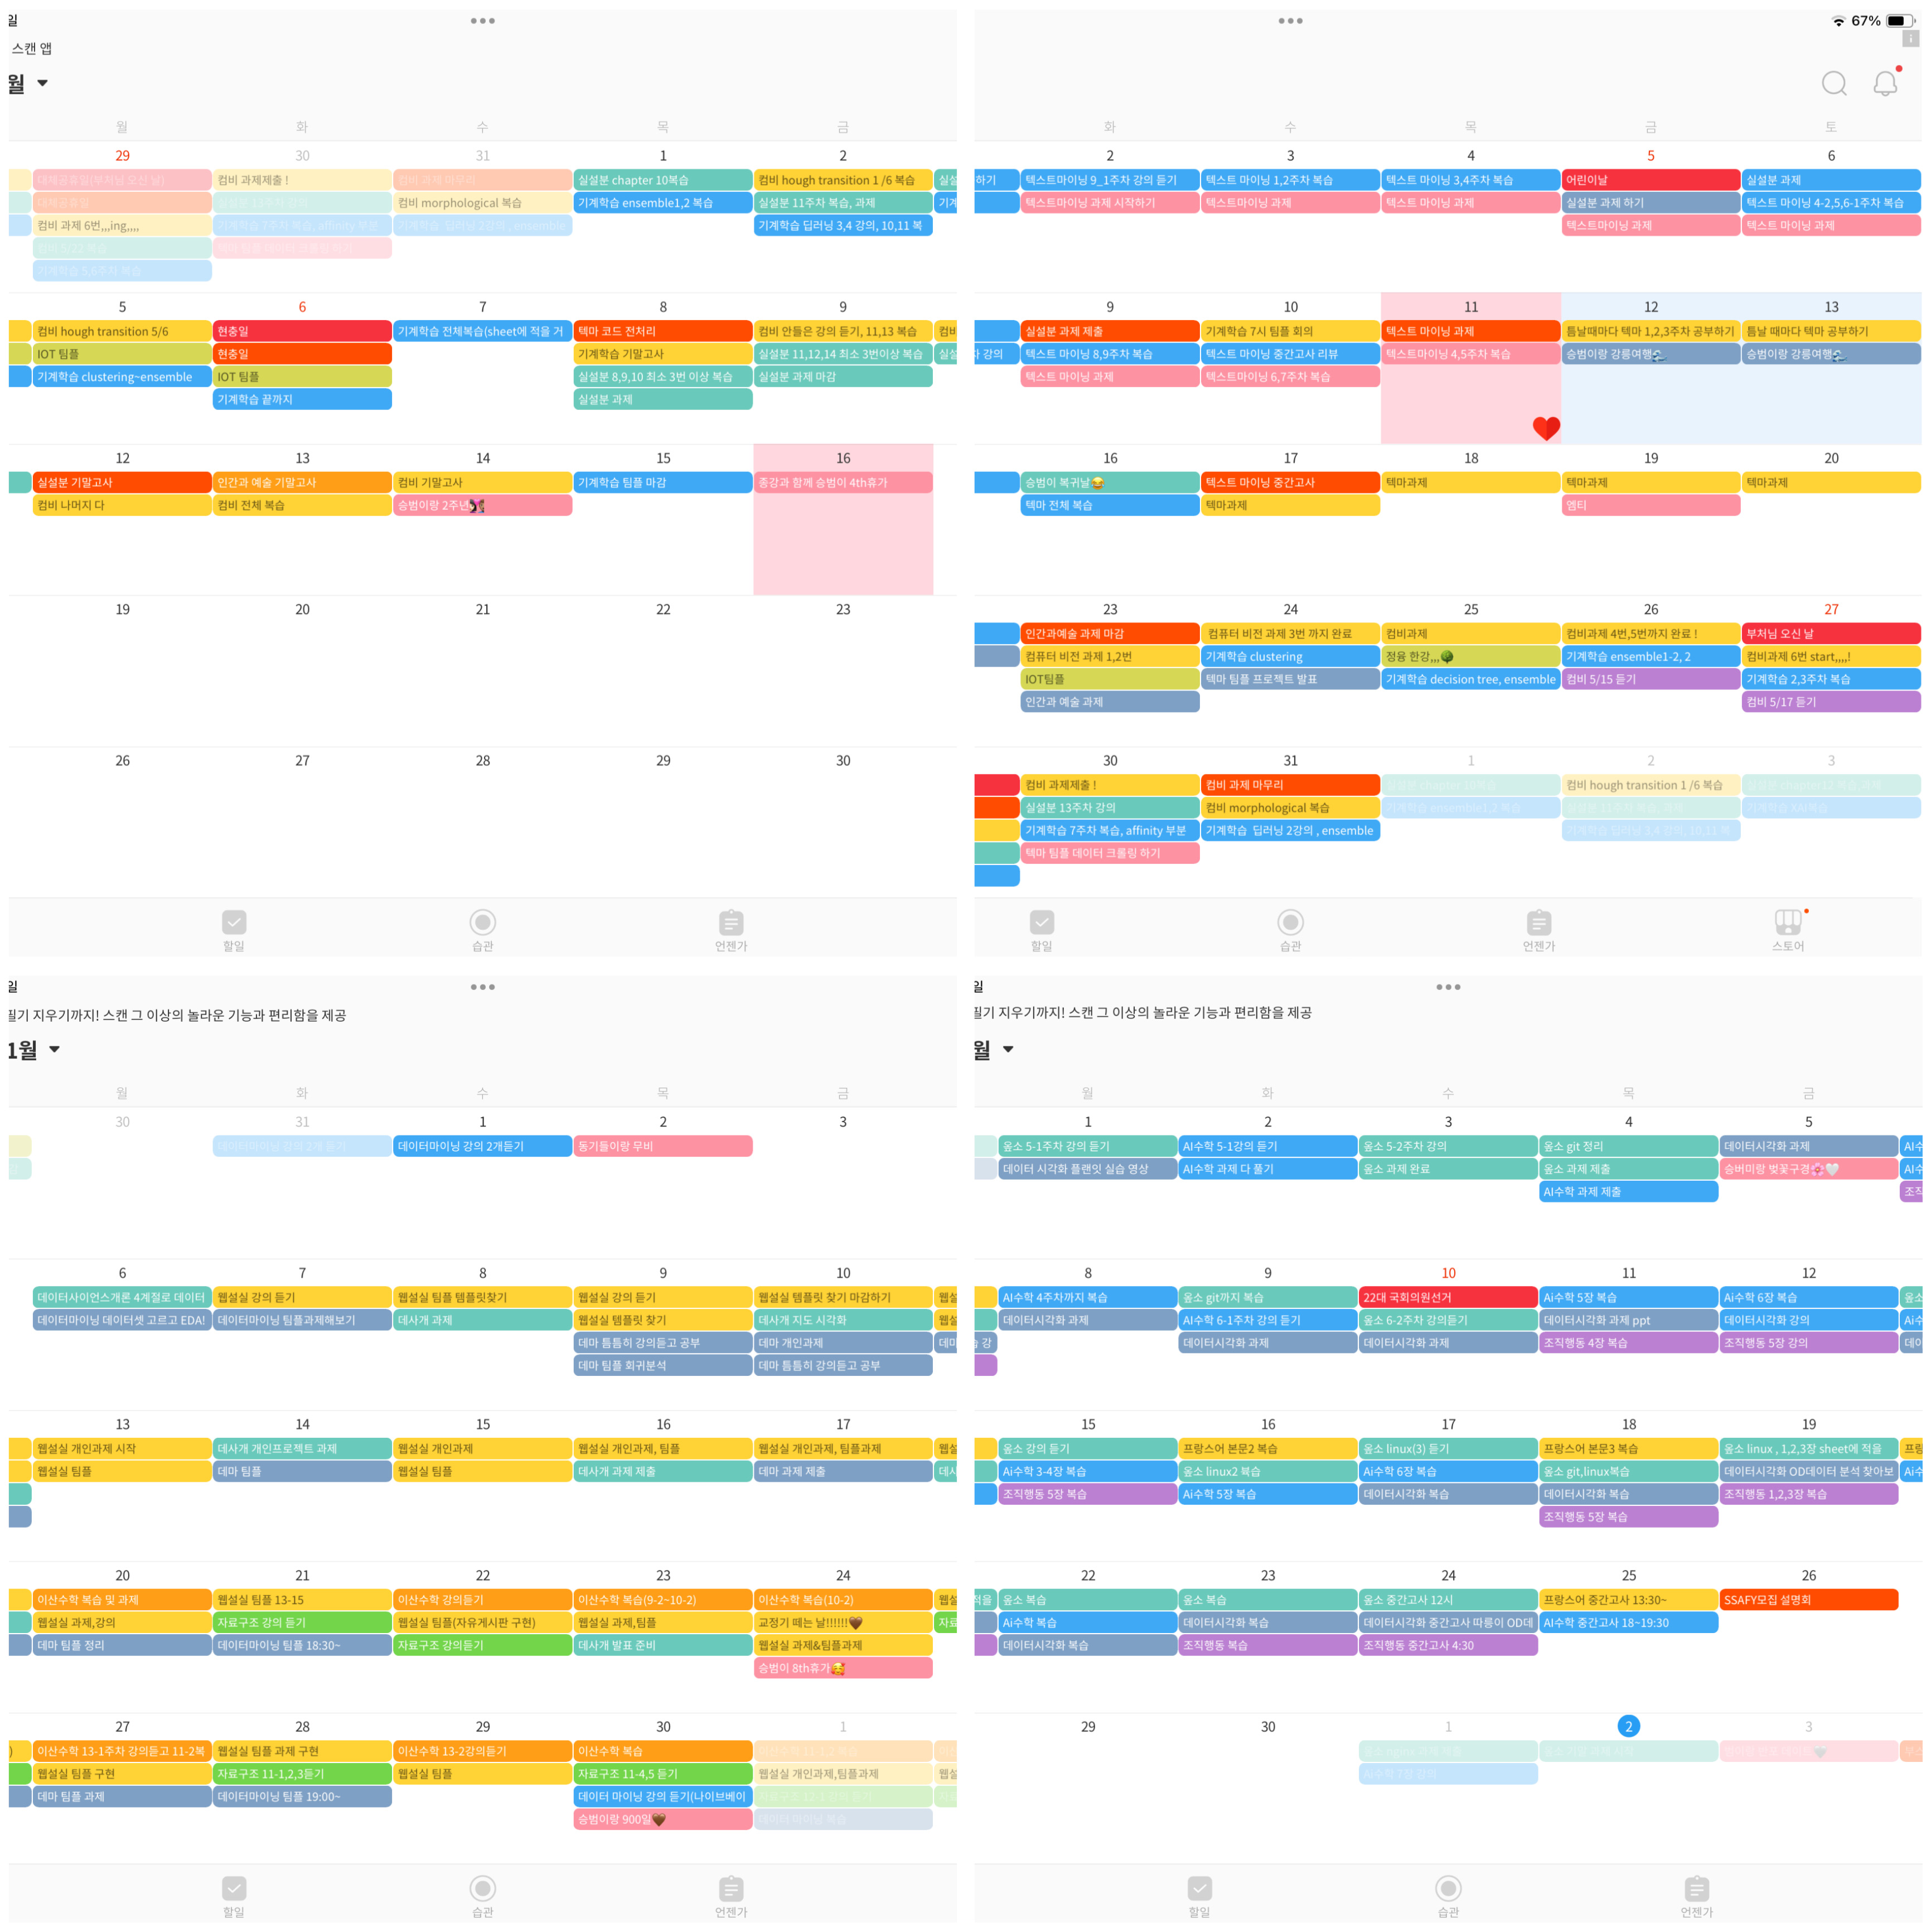 일
스캔 앱
월
월 화 수 목 금
29 30 31 1 2
대체공휴일(부처님 오신 날)
대체공휴일
컴비 과제 6번,,,ing,,,,
컴비 5/22 복습
기계학습 5,6주차 복습
컴비 과제제출 !
실설분 13주차 강의
기계학습 7주차 복습, affinity 부분
텍마 팀플 데이터 크롤링 하기
컴비 과제 마무리
컴비 morphological 복습
기계학습 딥러닝 2강의 , ensemble
실설분 chapter 10복습
기계학습 ensemble1,2 복습
컴비 hough transition 1 /6 복습
실설분 11주차 복습, 과제
기계학습 딥러닝 3,4 강의, 10,11 복
실설
기계
5 6 7 8 9
컴비 hough transition 5/6
IOT 팀플
기계학습 clustering~ensemble
현충일
현충일
IOT 팀플
기계학습 끝까지
기계학습 전체복습(sheet에 적을 거
텍마 코드 전처리
기계학습 기말고사
실설분 8,9,10 최소 3번 이상 복습
실설분 과제
컴비 안들은 강의 듣기, 11,13 복습
실설분 11,12,14 최소 3번이상 복습
실설분 과제 마감
컴비
실설
12 13 14 15 16
실설분 기말고사
컴비 나머지 다
인간과 예술 기말고사
컴비 전체 복습
컴비 기말고사
승범이랑 2주년
기계학습 팀플 마감
종강과 함께 승범이 4th휴가
19 20 21 22 23
26 27 28 29 30
할일 습관 언젠가
67%
화 수 목 금 토
2 3 4 5 6
하기
텍스트마이닝 9_1주차 강의 듣기
텍스트마이닝 과제 시작하기
텍스트 마이닝 1,2주차 복습
텍스트마이닝 과제
텍스트 마이닝 3,4주차 복습
텍스트 마이닝 과제
어린이날
실설분 과제 하기
텍스트마이닝 과제
실설분 과제
텍스트 마이닝 4-2,5,6-1주차 복습
텍스트 마이닝 과제
9 10 11 12 13
강의
실설분 과제 제출
텍스트 마이닝 8,9주차 복습
텍스트 마이닝 과제
기계학습 7시 팀플 회의
텍스트 마이닝 중간고사 리뷰
텍스트마이닝 6,7주차 복습
텍스트 마이닝 과제
텍스트마이닝 4,5주차 복습
틈날때마다 텍마 1,2,3주차 공부하기
승범이랑 강릉여행🌊
틈날 때마다 텍마 공부하기
승범이랑 강릉여행🌊
16 17 18 19 20
승범이 복귀날😂
텍마 전체 복습
텍스트 마이닝 중간고사
텍마과제
텍마과제
텍마과제
엠티
텍마과제
23 24 25 26 27
인간과예술 과제 마감
컴퓨터 비전 과제 1,2번
IOT팀플
인간과 예술 과제
컴퓨터 비전 과제 3번 까지 완료
기계학습 clustering
텍마 팀플 프로젝트 발표
컴비과제
정융 한강,,,🌳
기계학습 decision tree, ensemble
컴비과제 4번,5번까지 완료 !
기계학습 ensemble1-2, 2
컴비 5/15 듣기
부처님 오신 날
컴비과제 6번 start,,,,!
기계학습 2,3주차 복습
컴비 5/17 듣기
30 31 1 2 3
컴비 과제제출 !
실설분 13주차 강의
기계학습 7주차 복습, affinity 부분
텍마 팀플 데이터 크롤링 하기
컴비 과제 마무리
컴비 morphological 복습
기계학습 딥러닝 2강의 , ensemble
실설분 chapter 10복습
기계학습 ensemble1,2 복습
컴비 hough transition 1 /6 복습
실설분 11주차 복습, 과제
기계학습 딥러닝 3,4 강의, 10,11 복
기계학습 XAI복습
할일 습관 언젠가 스토어
일
필기 지우기까지! 스캔 그 이상의 놀라운 기능과 편리함을 제공
1월
월 화 수 목 금
30 31 1 2 3
데이터마이닝 강의 2개 듣기
데이터마이닝 강의 2개듣기
동기들이랑 무비
6 7 8 9 10
데이터사이언스개론 4계절로 데이터
데이터마이닝 데이터셋 고르고 EDA!
웹설실 강의 듣기
데이터마이닝 팀플과제해보기
웹설실 팀플 템플릿찾기
데사개 과제
웹설실 강의 듣기
웹설실 템플릿 찾기
데마 틈틈히 강의듣고 공부
데마 팀플 회귀분석
웹설실 템플릿 찾기 마감하기
데사개 지도 시각화
데마 개인과제
데마 틈틈히 강의듣고 공부
웹설
웹설
데마
13 14 15 16 17
웹설실 개인과제 시작
웹설실 팀플
데사개 개인프로젝트 과제
데마 팀플
웹설실 개인과제
웹설실 팀플
웹설실 개인과제, 팀플
데사개 과제 제출
웹설실 개인과제, 팀플과제
데마 과제 제출
웹설
데사
20 21 22 23 24
이산수학 복습 및 과제
웹설실 과제,강의
데마 팀플 정리
웹설실 팀플 13-15
자료구조 강의 듣기
데이터마이닝 팀플 18:30~
이산수학 강의듣기
웹설실 팀플(자유게시판 구현)
자료구조 강의듣기
이산수학 복습(9-2~10-2)
웹설실 과제,팀플
데사개 발표 준비
이산수학 복습(10-2)
교정기 떼는 날!!!!!!🤎
웹설실 과제&팀플과제
승범이 8th휴가🥰
웹설
자료
27 28 29 30 1
)
이산수학 13-1주차 강의듣고 11-2복
웹설실 팀플 구현
데마 팀플 과제
웹설실 팀플 과제 구현
자료구조 11-1,2,3듣기
데이터마이닝 팀플 19:00~
이산수학 13-2강의듣기
웹설실 팀플
이산수학 복습
자료구조 11-4,5 듣기
데이터 마이닝 강의 듣기(나이브베이
승범이랑 900일🤎
웹설실 개인과제,팀플과제
데이터 마이닝 복습
웹설
할일 습관 언젠가
일
필기 지우기까지! 스캔 그 이상의 놀라운 기능과 편리함을 제공
월
월 화 수 목 금
1 2 3 4 5
옾소 5-1주차 강의 듣기
데이터 시각화 플랜잇 실습 영상
AI수학 5-1강의 듣기
AI수학 과제 다 풀기
옾소 5-2주차 강의
옾소 과제 완료
옾소 git 정리
옾소 과제 제출
AI수학 과제 제출
데이터시각화 과제
승버미랑 벚꽃구경🌸🤍
AI수
AI수
조직
8 9 10 11 12
강
AI수학 4주차까지 복습
데이터시각화 과제
옾소 git까지 복습
AI수학 6-1주차 강의 듣기
데이터시각화 과제
22대 국회의원선거
옾소 6-2주차 강의듣기
데이터시각화 과제
Ai수학 5장 복습
데이터시각화 과제 ppt
조직행동 4장 복습
Ai수학 6장 복습
데이터시각화 강의
조직행동 5장 강의
옾소
Ai수
데이
15 16 17 18 19
옾소 강의 듣기
Ai수학 3-4장 복습
조직행동 5장 복습
프랑스어 본문2 복습
옾소 linux2 복습
Ai수학 5장 복습
옾소 linux(3) 듣기
Ai수학 6장 복습
데이터시각화 복습
프랑스어 본문3 복습
옾소 git,linux복습
데이터시각화 복습
조직행동 5장 복습
옾소 linux , 1,2,3장 sheet에 적을
데이터시각화 OD데이터 분석 찾아보
조직행동 1,2,3장 복습
프랑
Ai수
22 23 24 25 26
적을
옾소 복습
Ai수학 복습
데이터시각화 복습
옾소 복습
데이터시각화 복습
조직행동 복습
옾소 중간고사 12시
데이터시각화 중간고사 따릉이 OD데
조직행동 중간고사 4:30
프랑스어 중간고사 13:30~
AI수학 중간고사 18~19:30
SSAFY모집 설명회
29 30 1 2 3
Ai수학 7장 강의
할일 습관 언젠가